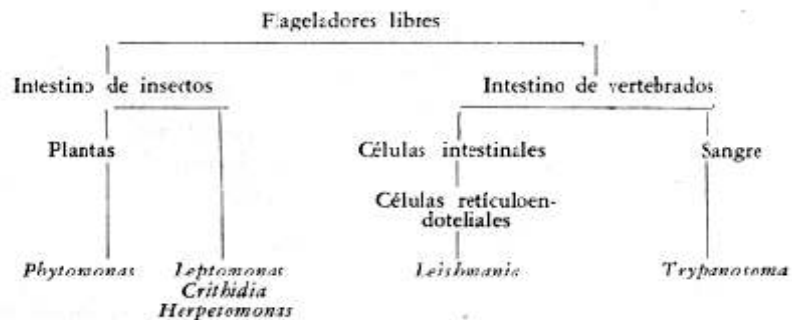 Flagelados libres
Intestino de insectos Intestino de vertebrados
Plantas Células intestinales Sangre
Células retículoen-
doteliales
Phytomonas Leptomonas Leishmania Trypanosoma
Crithidia
Herpetomonas